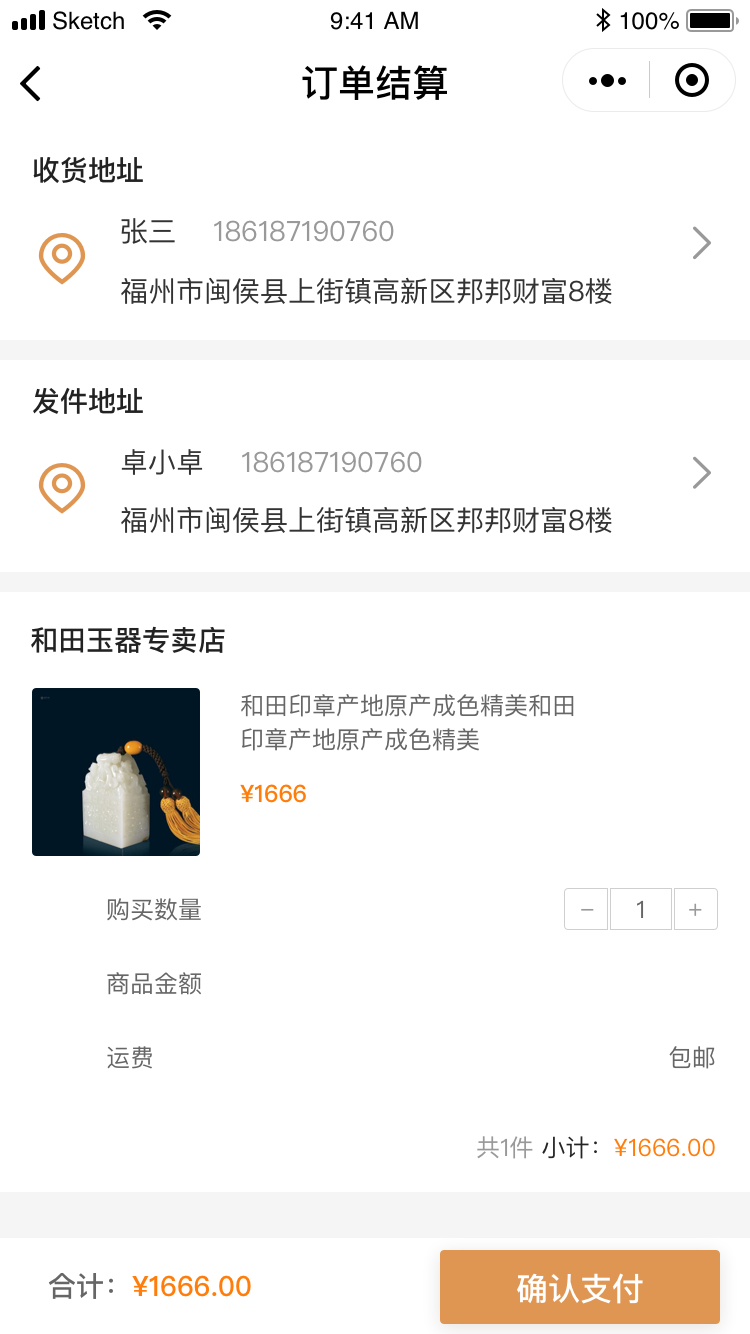 Sketch 9:41 AM 100%
订单结算
收货地址
张三 186187190760
福州市闽侯县上街镇高新区邦邦财富8楼
发件地址
卓小卓 186187190760
福州市闽侯县上街镇高新区邦邦财富8楼
和田玉器专卖店
和田印章产地原产成色精美和田
印章产地原产成色精美
¥1666
购买数量 − 1 +
商品金额
运费 包邮
共1件 小计：¥1666.00
合计：¥1666.00 确认支付